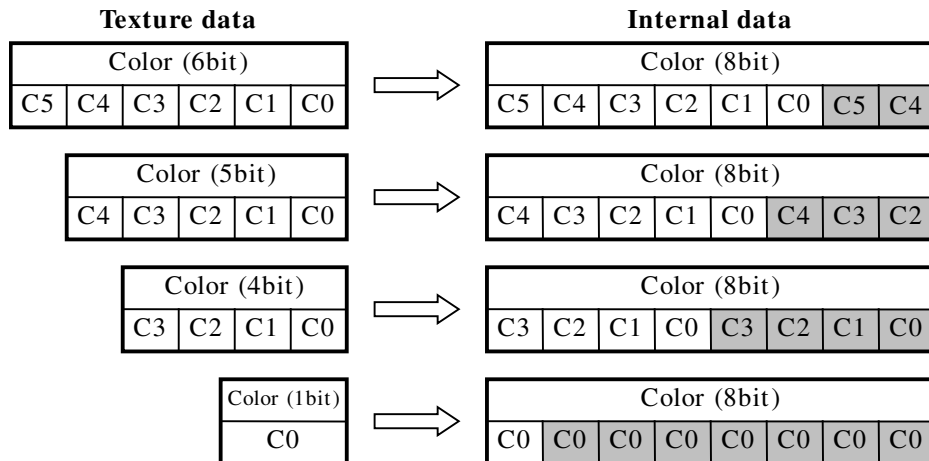 Texture data Internal data
Color (6bit) Color (8bit)
C5 C4 C3 C2 C1 C0 C5 C4 C3 C2 C1 C0 C5 C4
Color (5bit) Color (8bit)
C4 C3 C2 C1 C0 C4 C3 C2 C1 C0 C4 C3 C2
Color (4bit) Color (8bit)
C3 C2 C1 C0 C3 C2 C1 C0 C3 C2 C1 C0
Color (1bit) Color (8bit)
C0 C0 C0 C0 C0 C0 C0 C0 C0